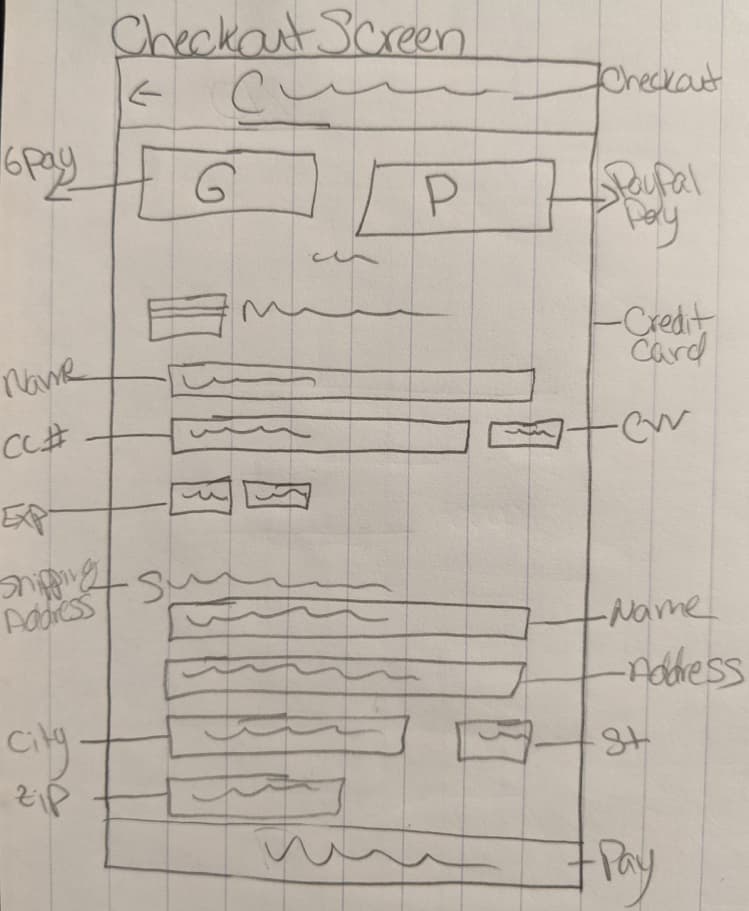 Checkout Screen
← C
Checkout
GPay
G
P
PayPal
Pay
Credit
Card
Name
CC#
CVV
Exp
Shipping
Address
S
Name
Address
City
St
Zip
Pay